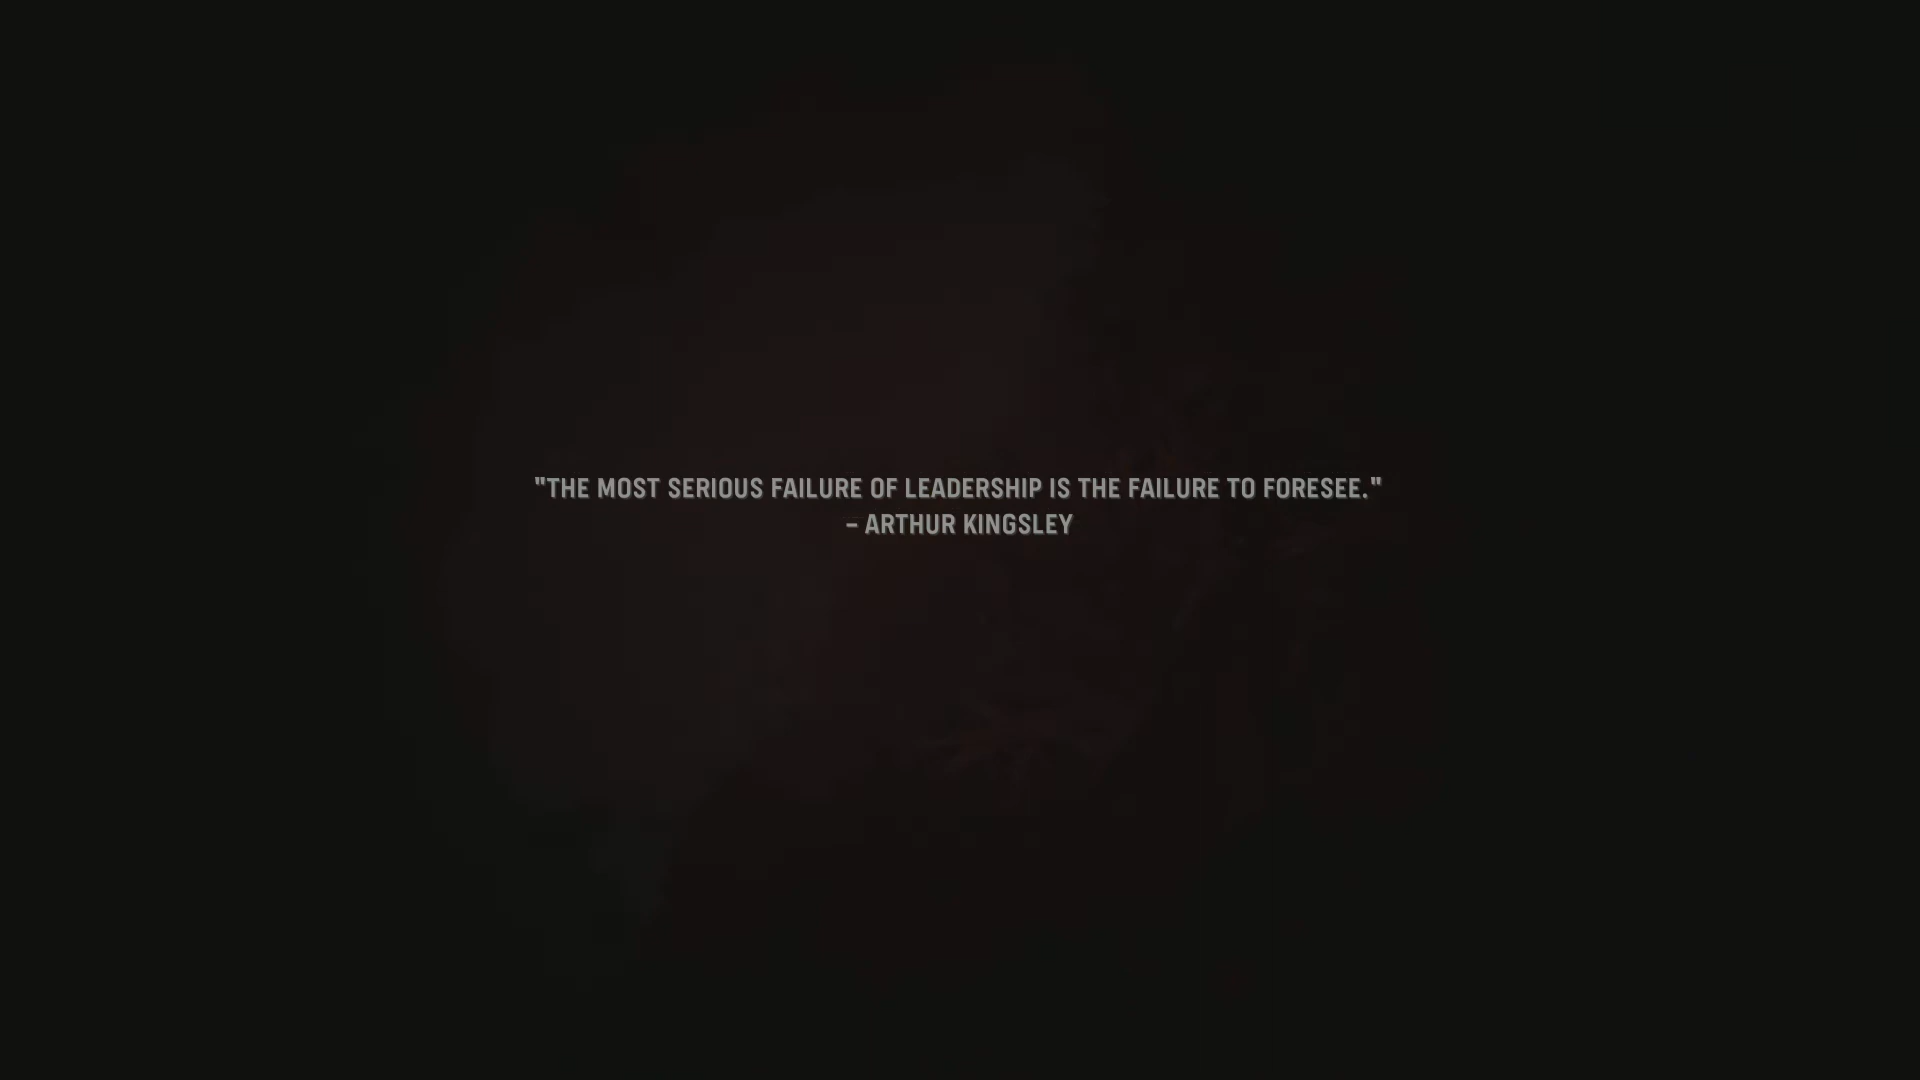 "THE MOST SERIOUS FAILURE OF LEADERSHIP IS THE FAILURE TO FORESEE."
– ARTHUR KINGSLEY